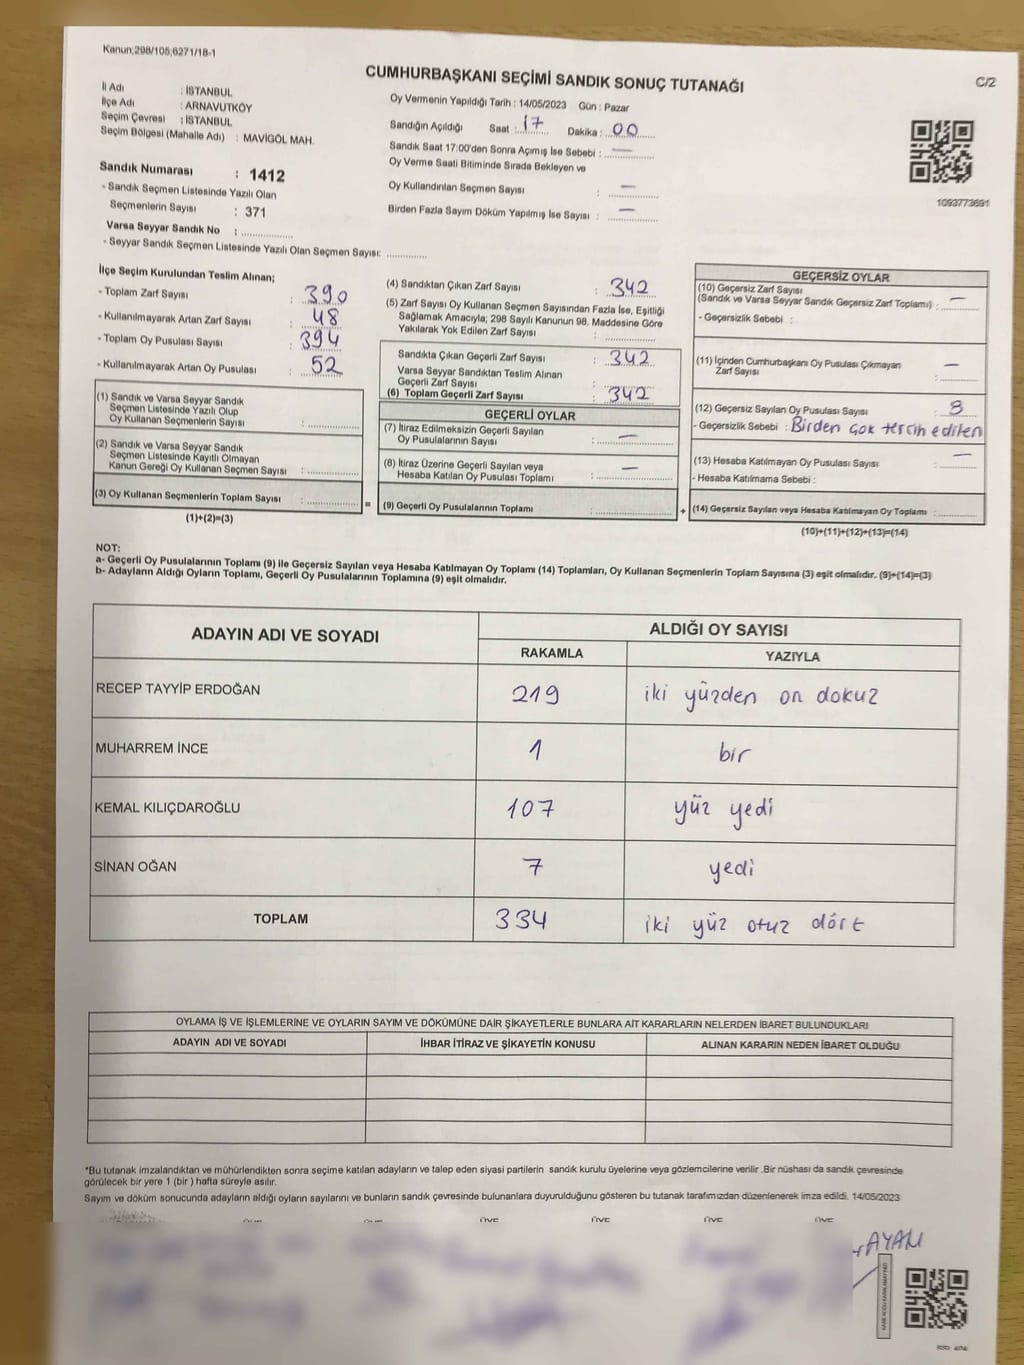 Kanun;298/105;6271/18-1
CUMHURBAŞKANI SEÇİMİ SANDIK SONUÇ TUTANAĞI
C/2
İl Adı : İSTANBUL
İlçe Adı : ARNAVUTKÖY
Seçim Çevresi : İSTANBUL
Seçim Bölgesi (Mahalle Adı) : MAVİGÖL MAH.
Oy Vermenin Yapıldığı Tarih : 14/05/2023 Gün : Pazar
Sandığın Açıldığı Saat : 17 Dakika : 00
Sandık Saat 17:00'den Sonra Açımış İse Sebebi : —
Oy Verme Saati Bitiminde Sırada Bekleyen ve
Oy Kullandırılan Seçmen Sayısı : —
Birden Fazla Sayım Döküm Yapılmış İse Sayısı : —
1093773691
Sandık Numarası : 1412
- Sandık Seçmen Listesinde Yazılı Olan
Seçmenlerin Sayısı : 371
Varsa Seyyar Sandık No : ..............
- Seyyar Sandık Seçmen Listesinde Yazılı Olan Seçmen Sayısı: ..............
İlçe Seçim Kurulundan Teslim Alınan;
- Toplam Zarf Sayısı : 390
- Kullanılmayarak Artan Zarf Sayısı : 48
- Toplam Oy Pusulası Sayısı : 394
- Kullanılmayarak Artan Oy Pusulası : 52
(1) Sandık ve Varsa Seyyar Sandık
Seçmen Listesinde Yazılı Olup
Oy Kullanan Seçmenlerin Sayısı : ..............
(2) Sandık ve Varsa Seyyar Sandık
Seçmen Listesinde Kayıtlı Olmayan
Kanun Gereği Oy Kullanan Seçmen Sayısı : ..............
(3) Oy Kullanan Seçmenlerin Toplam Sayısı : ..............
(1)+(2)=(3)
=
(4) Sandıktan Çıkan Zarf Sayısı : 342
(5) Zarf Sayısı Oy Kullanan Seçmen Sayısından Fazla İse, Eşitliği
Sağlamak Amacıyla; 298 Sayılı Kanunun 98. Maddesine Göre
Yakılarak Yok Edilen Zarf Sayısı : ..............
Sandıkta Çıkan Geçerli Zarf Sayısı : 342
Varsa Seyyar Sandıktan Teslim Alınan
Geçerli Zarf Sayısı : ..............
(6) Toplam Geçerli Zarf Sayısı : 342
GEÇERLİ OYLAR
(7) İtiraz Edilmeksizin Geçerli Sayılan
Oy Pusulalarının Sayısı : —
(8) İtiraz Üzerine Geçerli Sayılan veya
Hesaba Katılan Oy Pusulası Toplamı : —
(9) Geçerli Oy Pusulalarının Toplamı : ..............
+
GEÇERSİZ OYLAR
(10) Geçersiz Zarf Sayısı
(Sandık ve Varsa Seyyar Sandık Geçersiz Zarf Toplamı) : —
- Geçersizlik Sebebi :
(11) İçinden Cumhurbaşkanı Oy Pusulası Çıkmayan
Zarf Sayısı : —
(12) Geçersiz Sayılan Oy Pusulası Sayısı : 8
- Geçersizlik Sebebi : Birden çok tercih edilen
(13) Hesaba Katılmayan Oy Pusulası Sayısı : —
- Hesaba Katılmama Sebebi :
(14) Geçersiz Sayılan veya Hesaba Katılmayan Oy Toplamı : ..............
(10)+(11)+(12)+(13)=(14)
NOT:
a- Geçerli Oy Pusulalarının Toplamı (9) ile Geçersiz Sayılan veya Hesaba Katılmayan Oy Toplamı (14) Toplamları, Oy Kullanan Seçmenlerin Toplam Sayısına (3) eşit olmalıdır. (9)+(14)=(3)
b- Adayların Aldığı Oyların Toplamı, Geçerli Oy Pusulalarının Toplamına (9) eşit olmalıdır.
ADAYIN ADI VE SOYADI
ALDIĞI OY SAYISI
RAKAMLA YAZIYLA
RECEP TAYYİP ERDOĞAN 219 iki yüzden on dokuz
MUHARREM İNCE 1 bir
KEMAL KILIÇDAROĞLU 107 yüz yedi
SİNAN OĞAN 7 yedi
TOPLAM 334 iki yüz otuz dört
OYLAMA İŞ VE İŞLEMLERİNE VE OYLARIN SAYIM VE DÖKÜMÜNE DAİR ŞİKAYETLERLE BUNLARA AİT KARARLARIN NELERDEN İBARET BULUNDUKLARI
ADAYIN ADI VE SOYADI İHBAR İTİRAZ VE ŞİKAYETİN KONUSU ALINAN KARARIN NEDEN İBARET OLDUĞU
*Bu tutanak imzalandıktan ve mühürlendikten sonra seçime katılan adayların ve talep eden siyasi partilerin sandık kurulu üyelerine veya gözlemcilerine verilir .Bir nüshası da sandık çevresinde
görülecek bir yere 1 (bir ) hafta süreyle asılır.
Sayım ve döküm sonucunda adayların aldığı oyların sayılarını ve bunların sandık çevresinde bulunanlara duyurulduğunu gösteren bu tutanak tarafımızdan düzenlenerek imza edildi. 14/05/2023
ÜYE ÜYE ÜYE ÜYE ÜYE ÜYE
AYAN